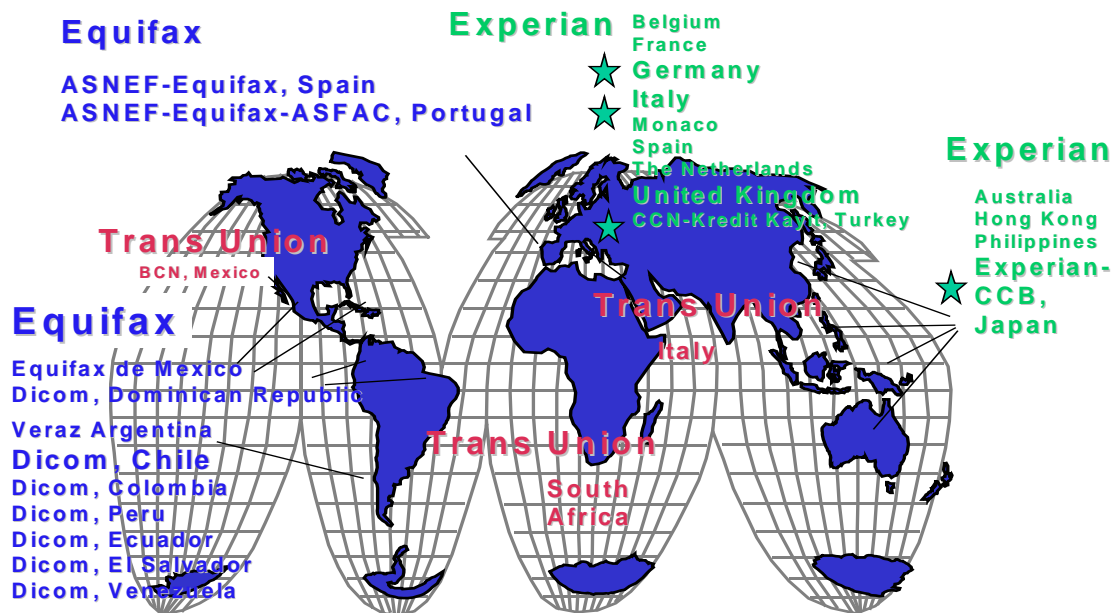 Equifax
ASNEF-Equifax, Spain
ASNEF-Equifax-ASFAC, Portugal
Experian
Belgium
France
Germany
Italy
Monaco
Spain
The Netherlands
United Kingdom
CCN-Kredit Kayit, Turkey
Experian
Australia
Hong Kong
Philippines
Experian-
CCB,
Japan
Trans Union
BCN, Mexico
Equifax
Equifax de Mexico
Dicom, Dominican Republic
Veraz Argentina
Dicom, Chile
Dicom, Colombia
Dicom, Peru
Dicom, Ecuador
Dicom, El Salvador
Dicom, Venezuela
Trans Union
Italy
Trans Union
South
Africa